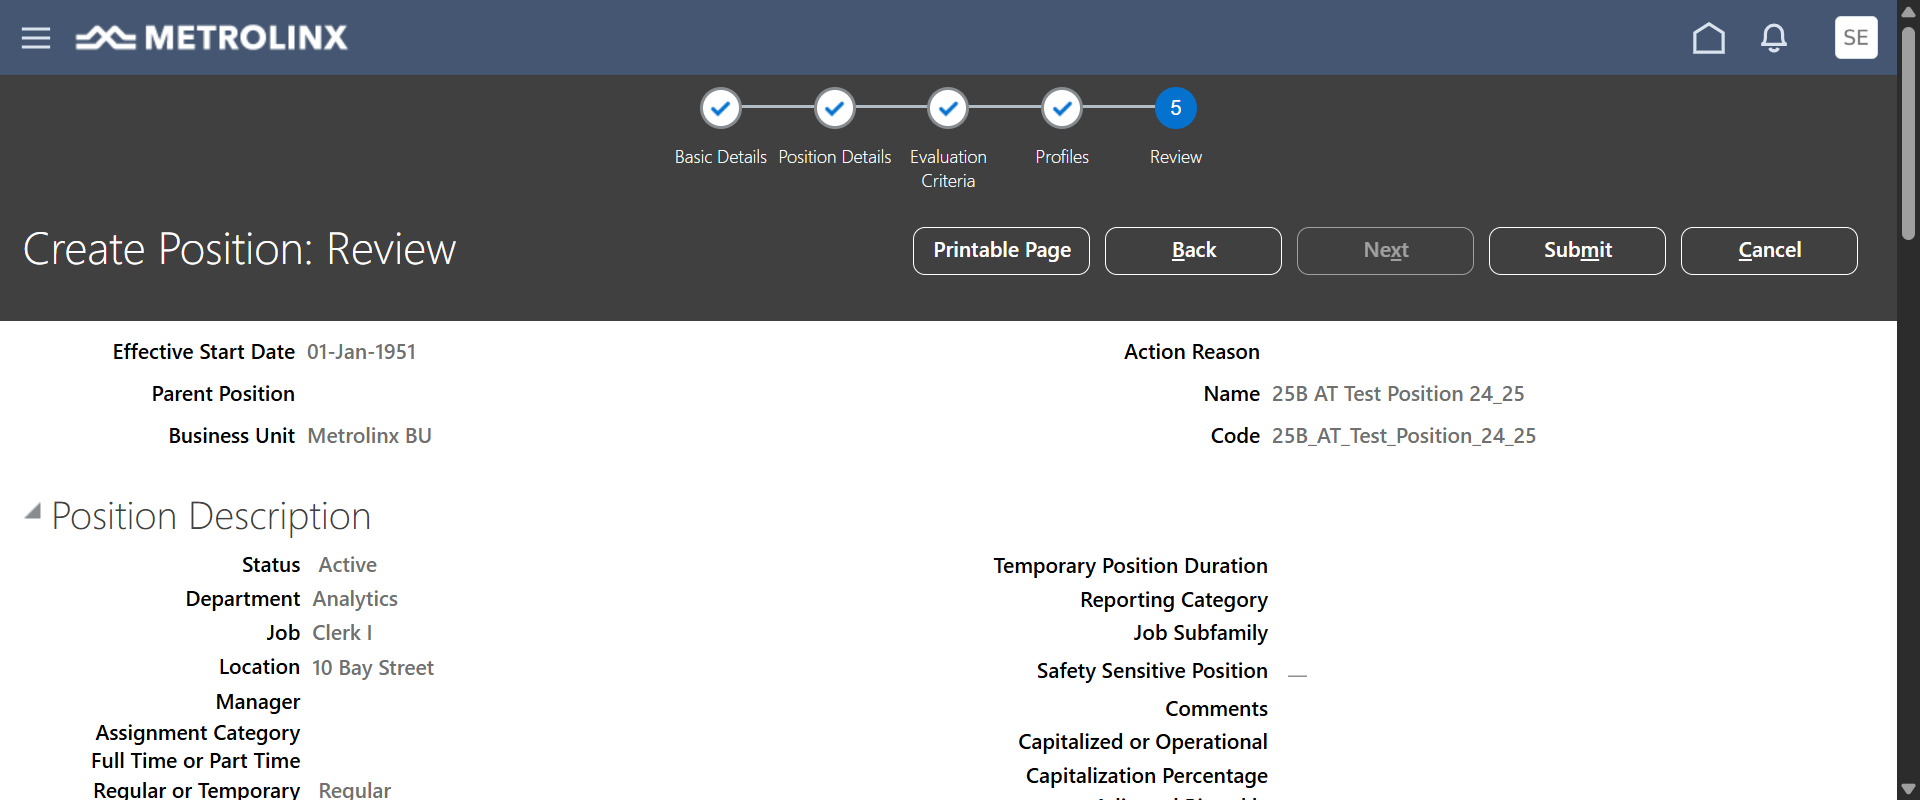 METROLINX
SE
5
Basic Details
Position Details
Evaluation
Criteria
Profiles
Review
Create Position: Review
Printable Page
Back
Next
Submit
Cancel
Effective Start Date 01-Jan-1951
Action Reason
Parent Position
Name 25B AT Test Position 24_25
Business Unit Metrolinx BU
Code 25B_AT_Test_Position_24_25
Position Description
Status Active
Temporary Position Duration
Department Analytics
Reporting Category
Job Clerk I
Job Subfamily
Location 10 Bay Street
Safety Sensitive Position —
Manager
Comments
Assignment Category
Capitalized or Operational
Full Time or Part Time
Capitalization Percentage
Regular or Temporary Regular